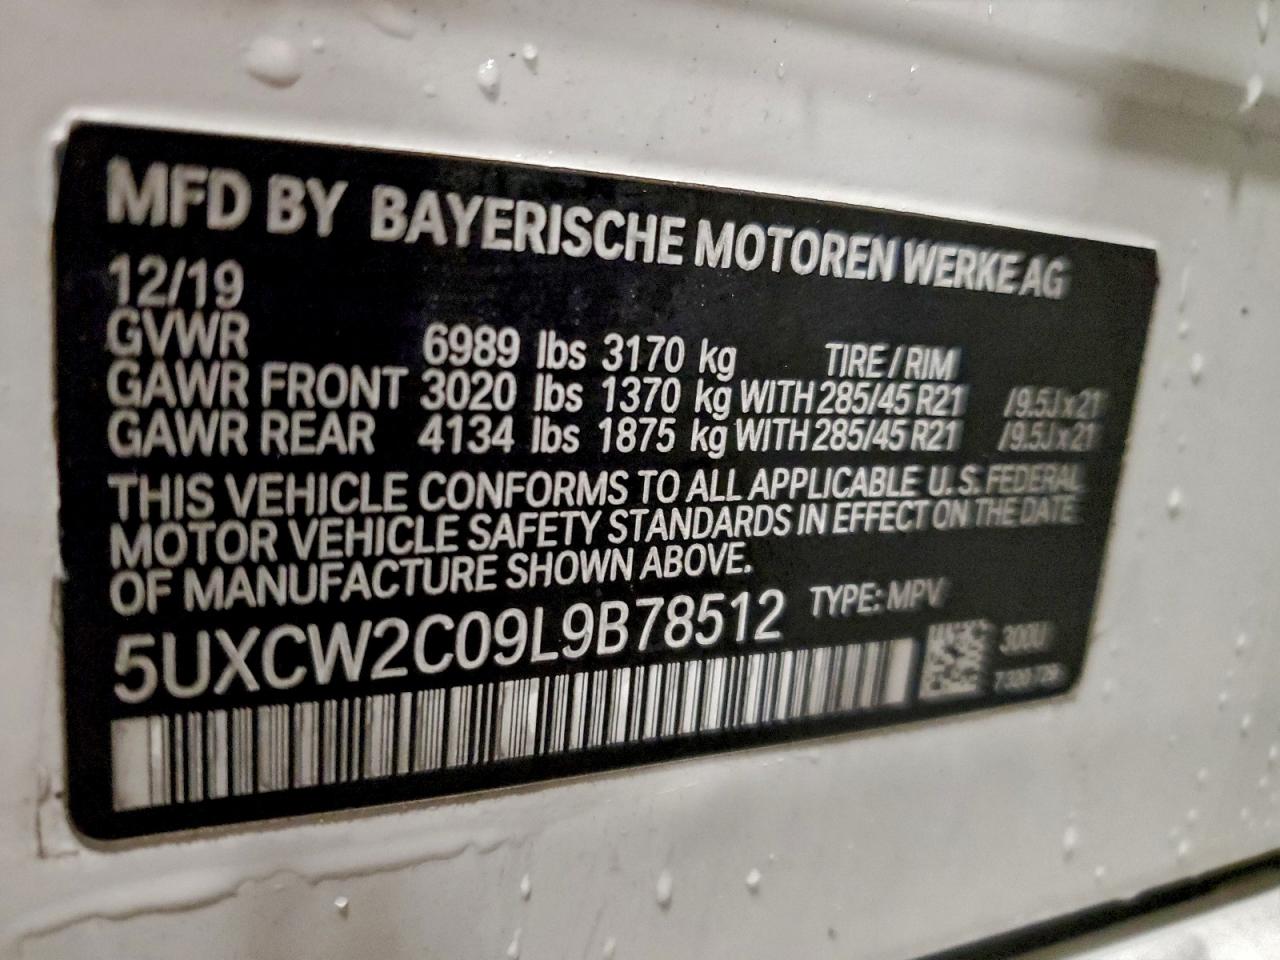 MFD BY BAYERISCHE MOTOREN WERKE AG
12/19
GVWR 6989 lbs 3170 kg TIRE / RIM
GAWR FRONT 3020 lbs 1370 kg WITH 285/45 R21 /9.5J x 21
GAWR REAR 4134 lbs 1875 kg WITH 285/45 R21 /9.5J x 21
THIS VEHICLE CONFORMS TO ALL APPLICABLE U.S. FEDERAL
MOTOR VEHICLE SAFETY STANDARDS IN EFFECT ON THE DATE
OF MANUFACTURE SHOWN ABOVE.
5UXCW2C09L9B78512 TYPE: MPV
300U